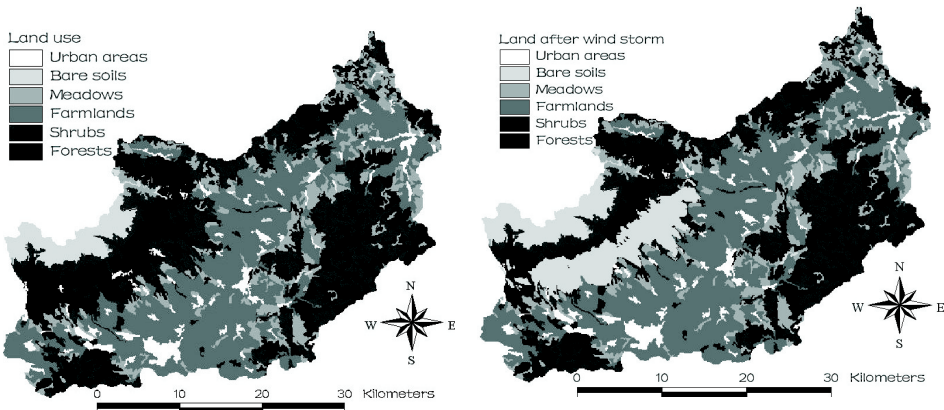 Land use
Urban areas
Bare soils
Meadows
Farmlands
Shrubs
Forests
N
W E
S
0 10 20 30 Kilometers
Land after wind storm
Urban areas
Bare soils
Meadows
Farmlands
Shrubs
Forests
N
W E
S
0 10 20 30 Kilometers